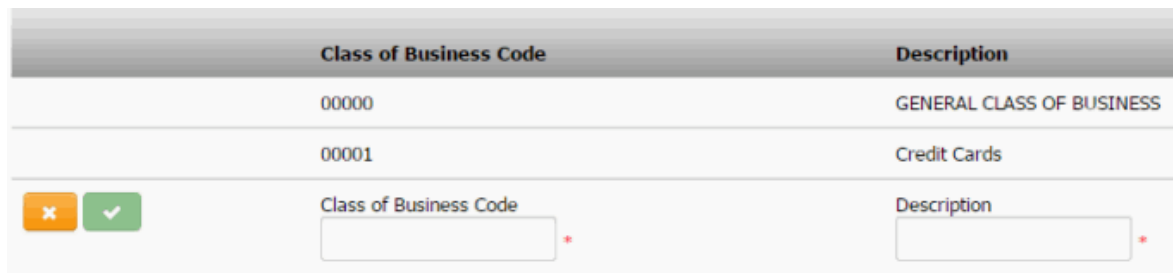 Class of Business Code Description
00000 GENERAL CLASS OF BUSINESS
00001 Credit Cards
Class of Business Code Description
* *